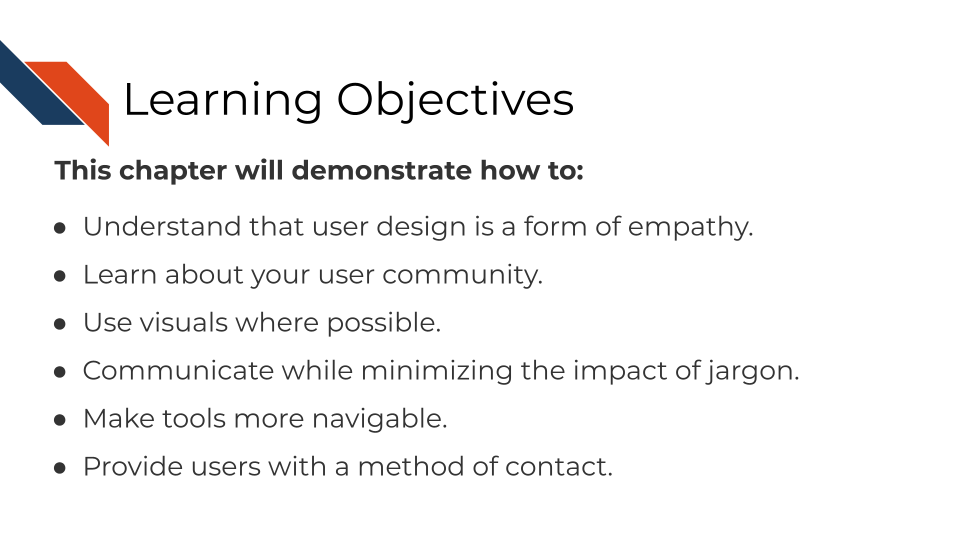 Learning Objectives
This chapter will demonstrate how to:
● Understand that user design is a form of empathy.
● Learn about your user community.
● Use visuals where possible.
● Communicate while minimizing the impact of jargon.
● Make tools more navigable.
● Provide users with a method of contact.